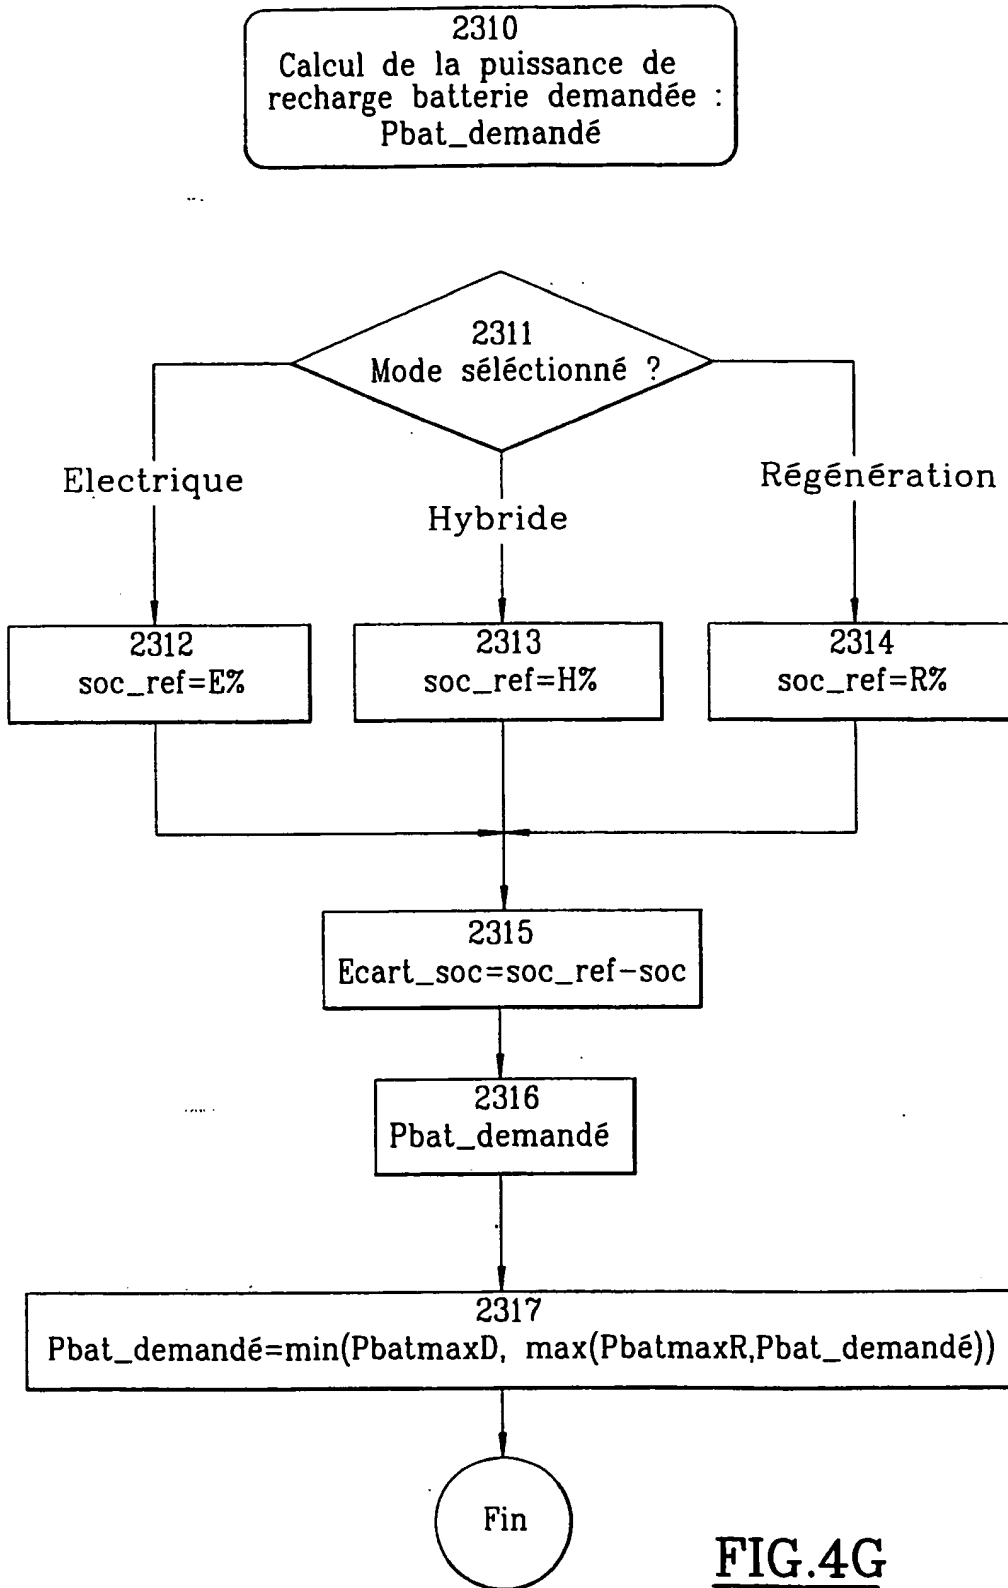 2310
Calcul de la puissance de
recharge batterie demandée :
Pbat_demandé
2311
Mode séléctionné ?
Electrique
Hybride
Régénération
2312
soc_ref=E%
2313
soc_ref=H%
2314
soc_ref=R%
2315
Ecart_soc=soc_ref-soc
2316
Pbat_demandé
2317
Pbat_demandé=min(PbatmaxD, max(PbatmaxR,Pbat_demandé))
Fin
FIG.4G